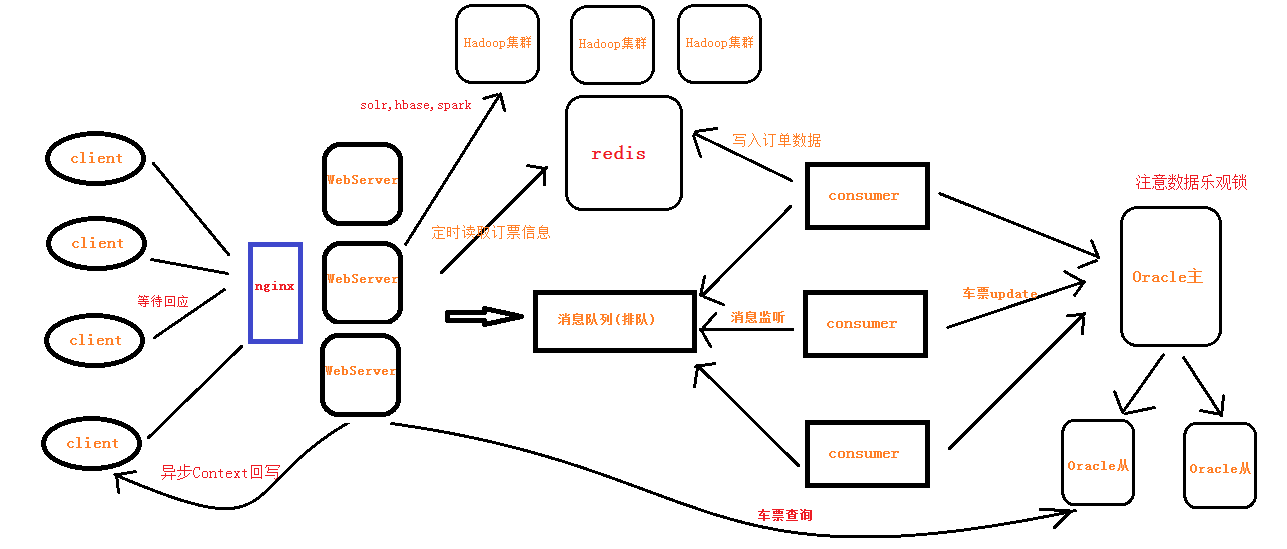 Hadoop集群
Hadoop集群
Hadoop集群
solr,hbase,spark
redis
写入订单数据
client
WebServer
consumer
注意数据乐观锁
定时读取订票信息
client
WebServer
nginx
Oracle主
等待回应
车票update
消息队列(排队)
消息监听
consumer
client
WebServer
client
consumer
异步Context回写
Oracle从
Oracle从
车票查询